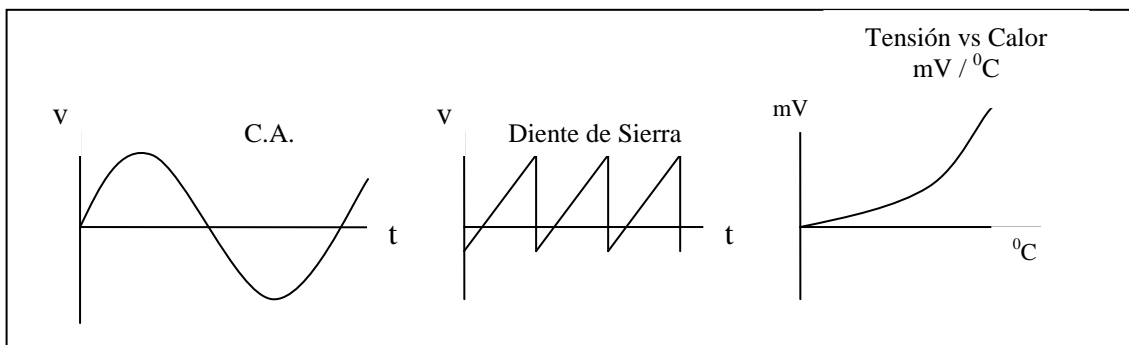 Tensión vs Calor
mV / ⁰C
v
C.A.
t
v
Diente de Sierra
t
mV
⁰C